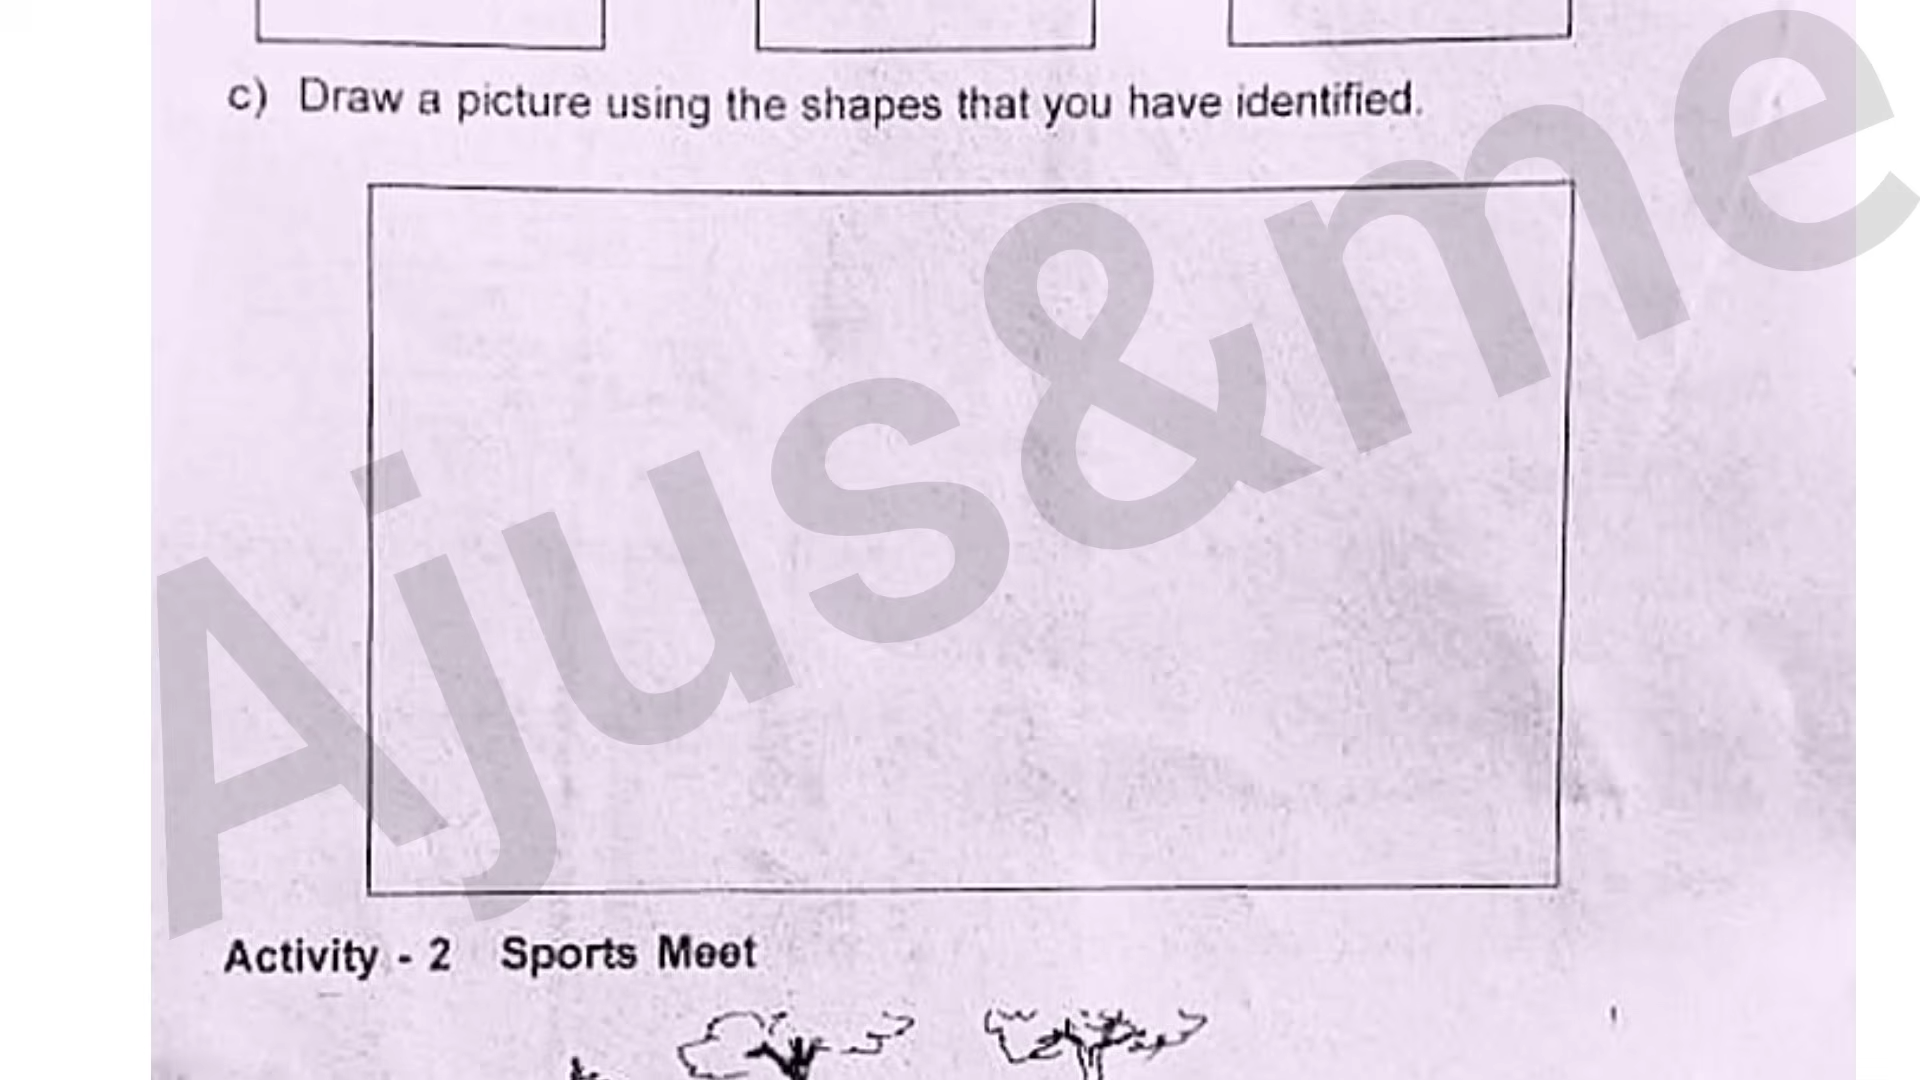 c) Draw a picture using the shapes that you have identified.
Ajus&me
Activity - 2 Sports Meet